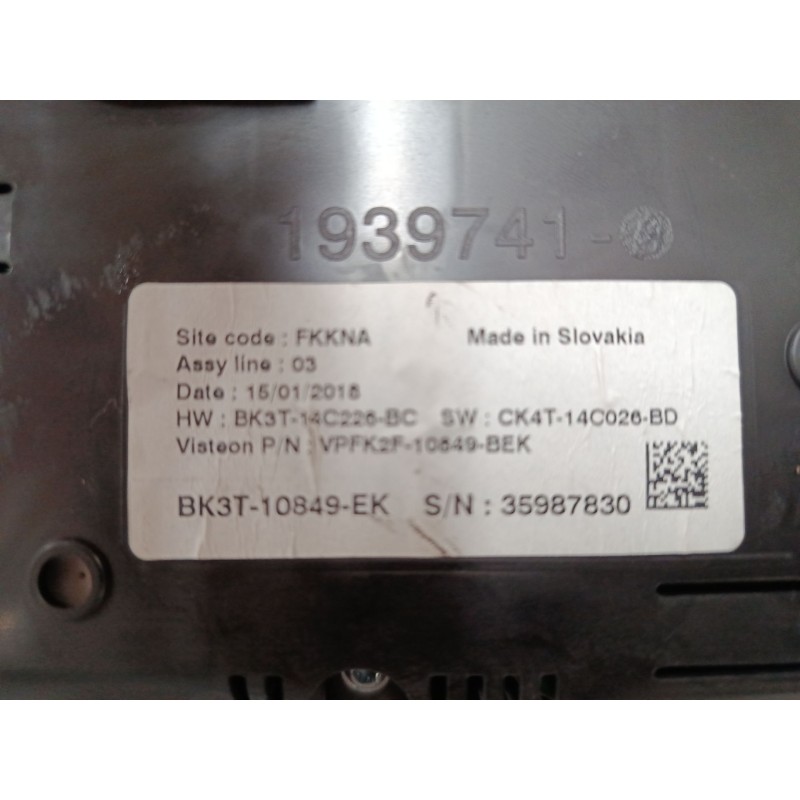 1939741-
Site code : FKKNA Made in Slovakia
Assy line : 03
Date : 15/01/2018
HW : BK3T-14C226-BC SW : CK4T-14C026-BD
Visteon P/N : VPFK2F-10849-BEK
BK3T-10849-EK S/N : 35987830